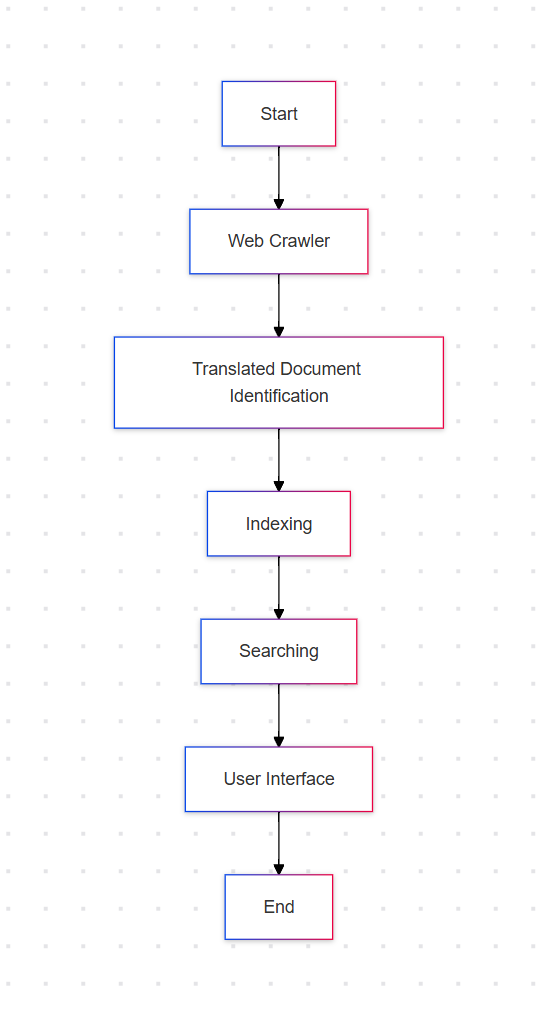 Start
Web Crawler
Translated Document
Identification
Indexing
Searching
User Interface
End